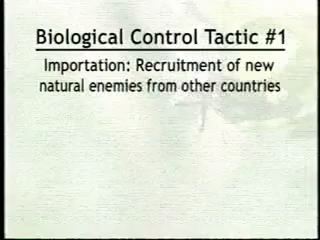 Biological Control Tactic #1
Importation: Recruitment of new
natural enemies from other countries